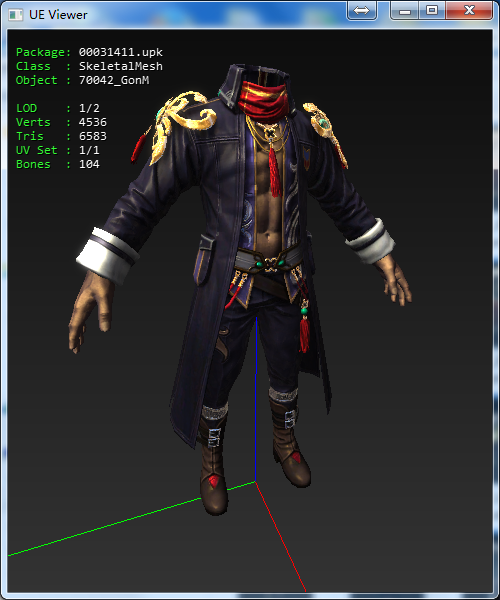 UE Viewer
Package: 00031411.upk
Class  : SkeletalMesh
Object : 70042_GonM
LOD    : 1/2
Verts  : 4536
Tris   : 6583
UV Set : 1/1
Bones  : 104